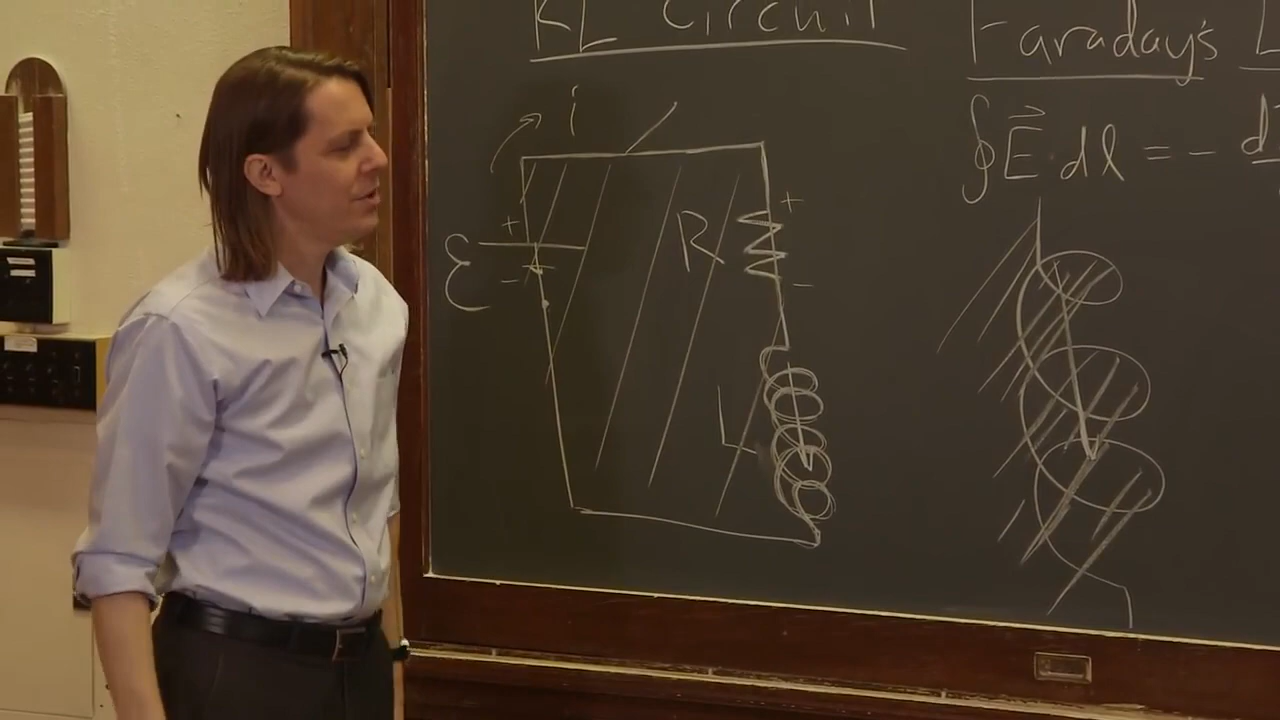 RL Circuit
Faraday's
∮ E⃗ dl = - d
i
+
ε
-
R
+
-
L